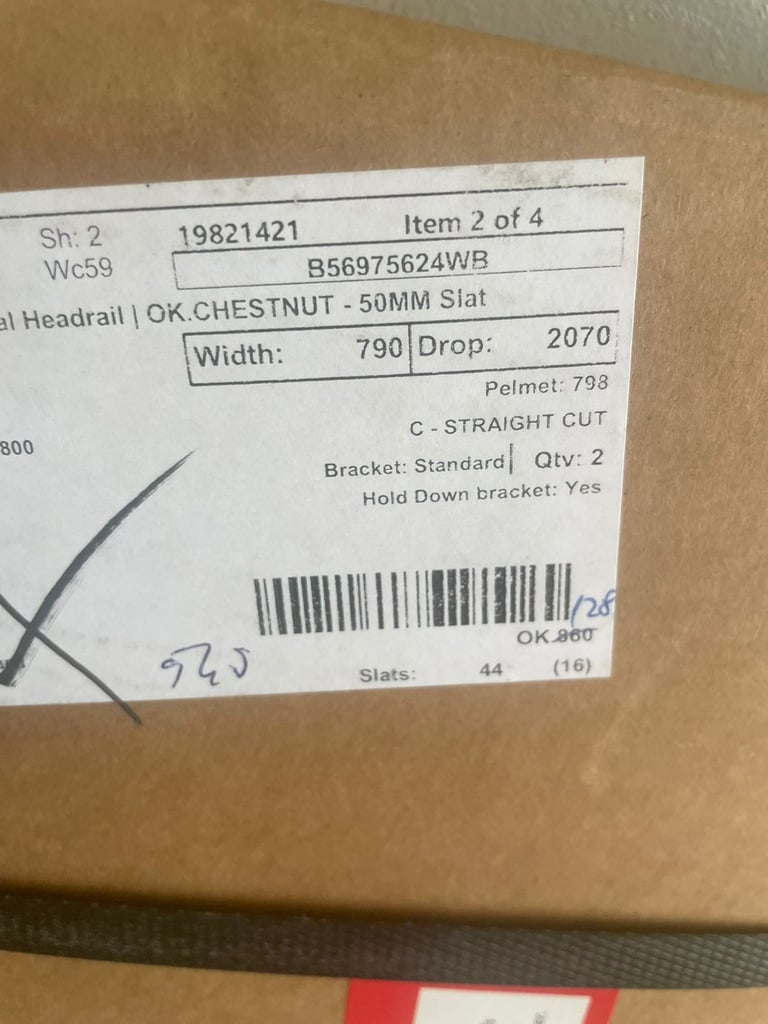 Sh: 2 19821421 Item 2 of 4
Wc59 B56975624WB
al Headrail | OK.CHESTNUT - 50MM Slat
Width: 790 Drop: 2070
Pelmet: 798
C - STRAIGHT CUT
800
Bracket: Standard Qty: 2
Hold Down bracket: Yes
128
OK.860
Slats: 44 (16)